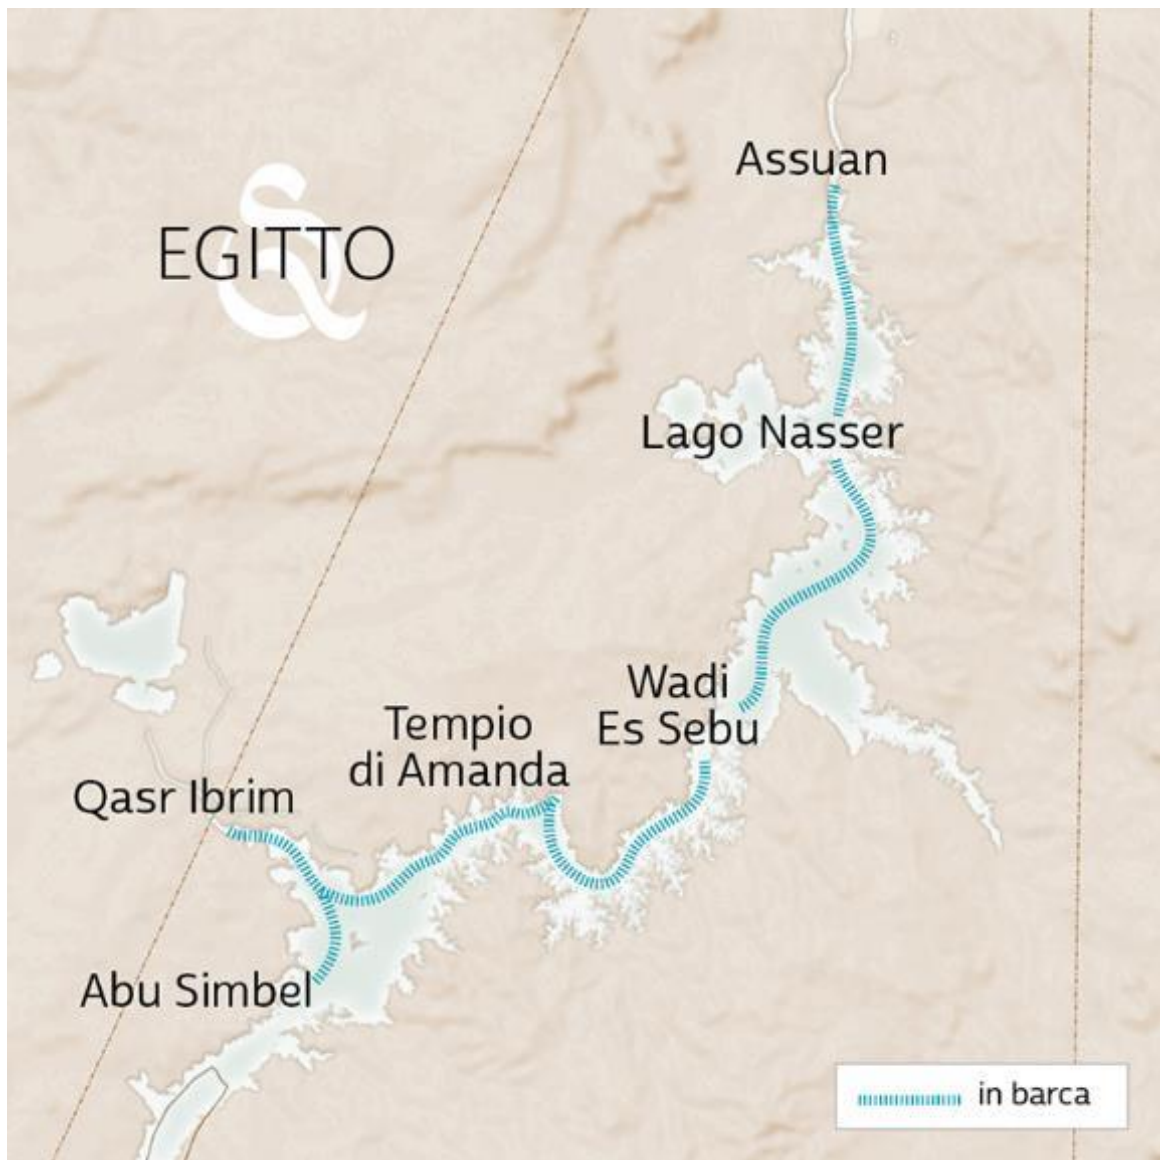 Assuan
EGITTO
&
Lago Nasser
Wadi
Es Sebu
Tempio
di Amanda
Qasr Ibrim
Abu Simbel
in barca